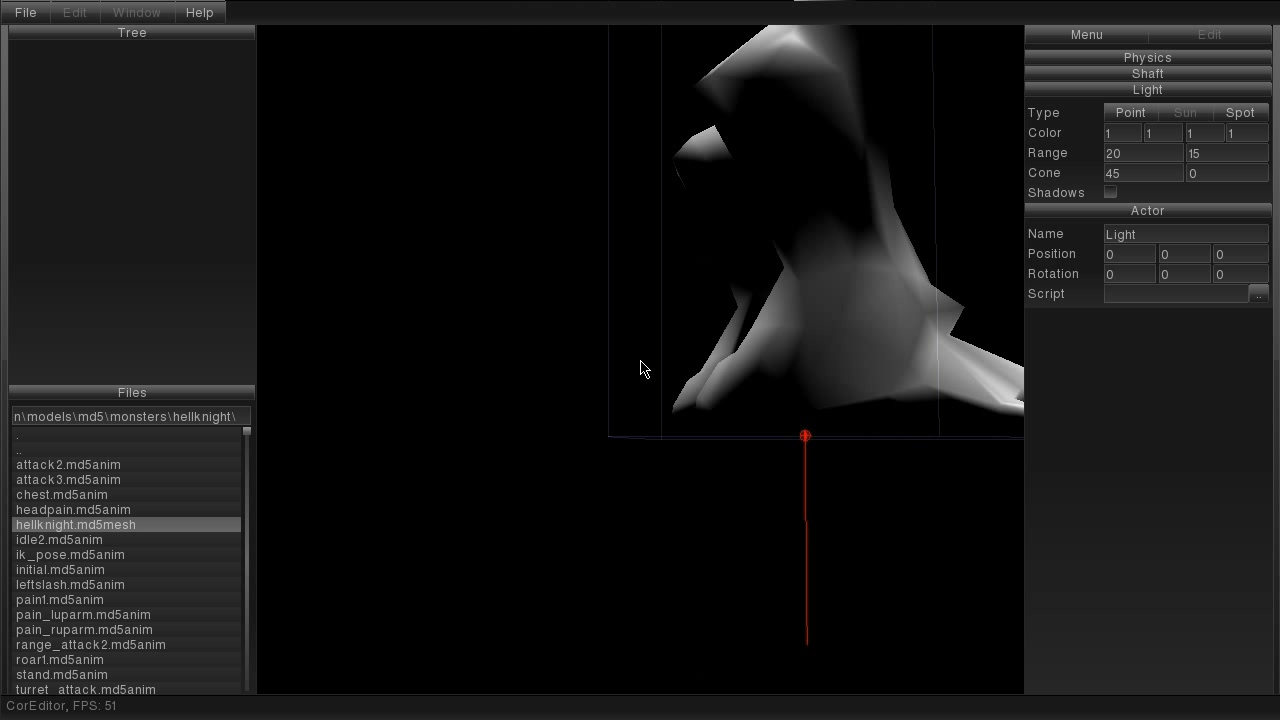 File Edit Window Help
Tree
Files
n\models\md5\monsters\hellknight\
.
..
attack2.md5anim
attack3.md5anim
chest.md5anim
headpain.md5anim
hellknight.md5mesh
idle2.md5anim
ik_pose.md5anim
initial.md5anim
leftslash.md5anim
pain1.md5anim
pain_luparm.md5anim
pain_ruparm.md5anim
range_attack2.md5anim
roar1.md5anim
stand.md5anim
turret_attack.md5anim
Menu Edit
Physics
Shaft
Light
Type Point Sun Spot
Color 1 1 1 1
Range 20 15
Cone 45 0
Shadows
Actor
Name Light
Position 0 0 0
Rotation 0 0 0
Script ..
CorEditor, FPS: 51